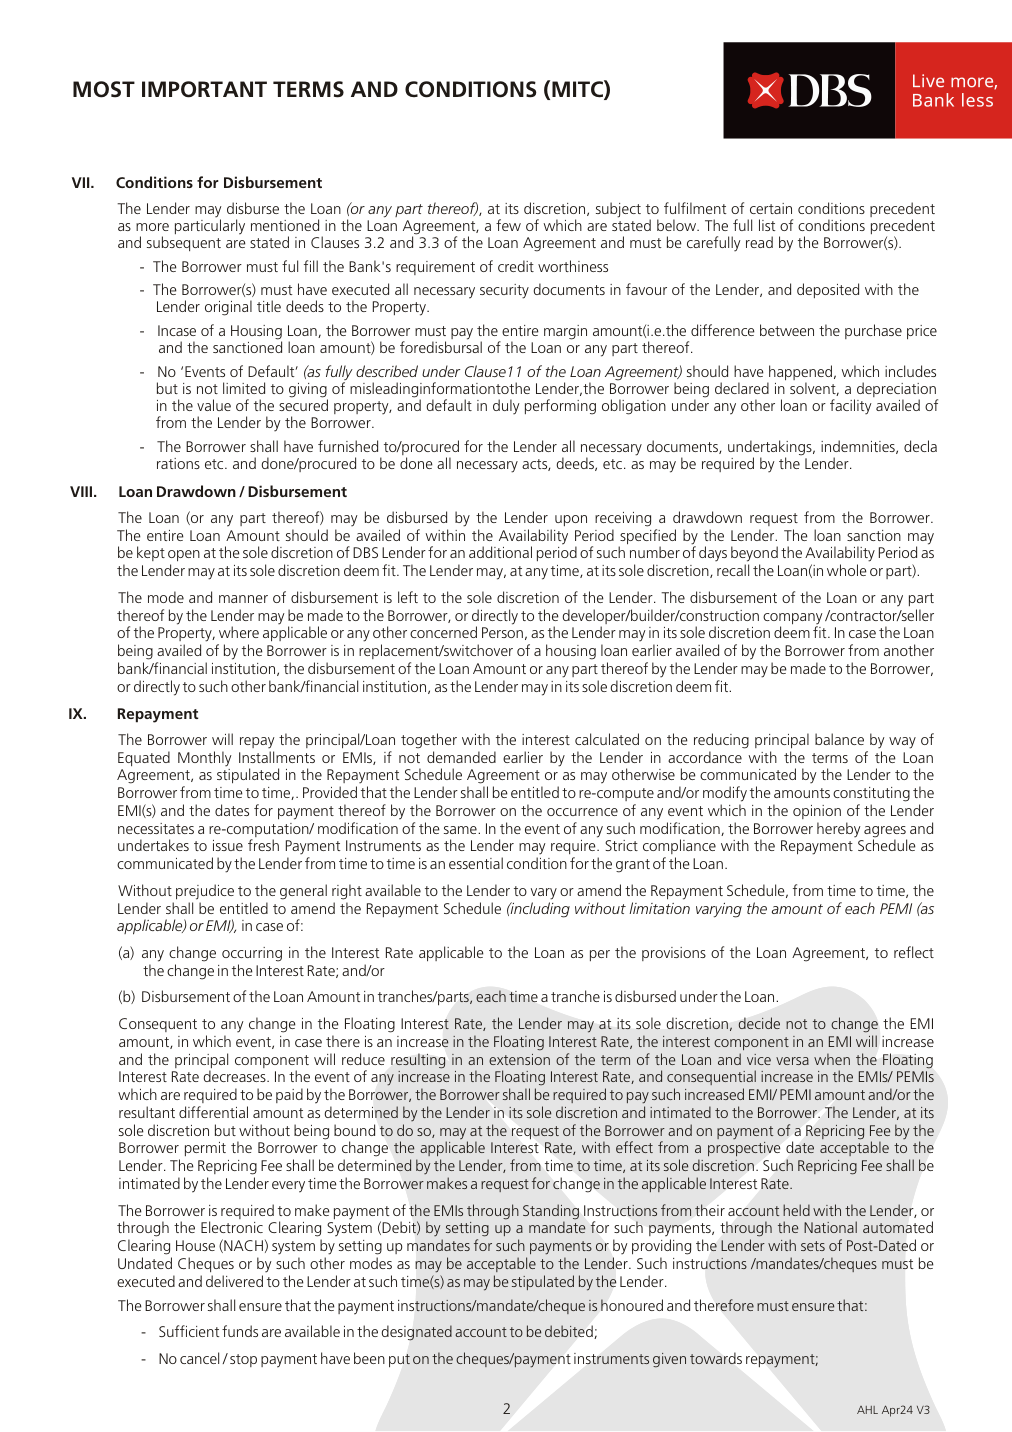 MOST IMPORTANT TERMS AND CONDITIONS (MITC)
DBS
Live more,
Bank less
VII. Conditions for Disbursement
The Lender may disburse the Loan (or any part thereof), at its discretion, subject to fulfilment of certain conditions precedent
as more particularly mentioned in the Loan Agreement, a few of which are stated below. The full list of conditions precedent
and subsequent are stated in Clauses 3.2 and 3.3 of the Loan Agreement and must be carefully read by the Borrower(s).
- The Borrower must ful fill the Bank's requirement of credit worthiness
- The Borrower(s) must have executed all necessary security documents in favour of the Lender, and deposited with the
Lender original title deeds to the Property.
- Incase of a Housing Loan, the Borrower must pay the entire margin amount(i.e.the difference between the purchase price
and the sanctioned loan amount) be foredisbursal of the Loan or any part thereof.
- No ‘Events of Default’ (as fully described under Clause11 of the Loan Agreement) should have happened, which includes
but is not limited to giving of misleadinginformationtothe Lender,the Borrower being declared in solvent, a depreciation
in the value of the secured property, and default in duly performing obligation under any other loan or facility availed of
from the Lender by the Borrower.
- The Borrower shall have furnished to/procured for the Lender all necessary documents, undertakings, indemnities, decla
rations etc. and done/procured to be done all necessary acts, deeds, etc. as may be required by the Lender.
VIII. Loan Drawdown / Disbursement
The Loan (or any part thereof) may be disbursed by the Lender upon receiving a drawdown request from the Borrower.
The entire Loan Amount should be availed of within the Availability Period specified by the Lender. The loan sanction may
be kept open at the sole discretion of DBS Lender for an additional period of such number of days beyond the Availability Period as
the Lender may at its sole discretion deem fit. The Lender may, at any time, at its sole discretion, recall the Loan(in whole or part).
The mode and manner of disbursement is left to the sole discretion of the Lender. The disbursement of the Loan or any part
thereof by the Lender may be made to the Borrower, or directly to the developer/builder/construction company /contractor/seller
of the Property, where applicable or any other concerned Person, as the Lender may in its sole discretion deem fit. In case the Loan
being availed of by the Borrower is in replacement/switchover of a housing loan earlier availed of by the Borrower from another
bank/financial institution, the disbursement of the Loan Amount or any part thereof by the Lender may be made to the Borrower,
or directly to such other bank/financial institution, as the Lender may in its sole discretion deem fit.
IX. Repayment
The Borrower will repay the principal/Loan together with the interest calculated on the reducing principal balance by way of
Equated Monthly Installments or EMIs, if not demanded earlier by the Lender in accordance with the terms of the Loan
Agreement, as stipulated in the Repayment Schedule Agreement or as may otherwise be communicated by the Lender to the
Borrower from time to time,. Provided that the Lender shall be entitled to re-compute and/or modify the amounts constituting the
EMI(s) and the dates for payment thereof by the Borrower on the occurrence of any event which in the opinion of the Lender
necessitates a re-computation/ modification of the same. In the event of any such modification, the Borrower hereby agrees and
undertakes to issue fresh Payment Instruments as the Lender may require. Strict compliance with the Repayment Schedule as
communicated by the Lender from time to time is an essential condition for the grant of the Loan.
Without prejudice to the general right available to the Lender to vary or amend the Repayment Schedule, from time to time, the
Lender shall be entitled to amend the Repayment Schedule (including without limitation varying the amount of each PEMI (as
applicable) or EMI), in case of:
(a) any change occurring in the Interest Rate applicable to the Loan as per the provisions of the Loan Agreement, to reflect
the change in the Interest Rate; and/or
(b) Disbursement of the Loan Amount in tranches/parts, each time a tranche is disbursed under the Loan.
Consequent to any change in the Floating Interest Rate, the Lender may at its sole discretion, decide not to change the EMI
amount, in which event, in case there is an increase in the Floating Interest Rate, the interest component in an EMI will increase
and the principal component will reduce resulting in an extension of the term of the Loan and vice versa when the Floating
Interest Rate decreases. In the event of any increase in the Floating Interest Rate, and consequential increase in the EMIs/ PEMIs
which are required to be paid by the Borrower, the Borrower shall be required to pay such increased EMI/ PEMI amount and/or the
resultant differential amount as determined by the Lender in its sole discretion and intimated to the Borrower. The Lender, at its
sole discretion but without being bound to do so, may at the request of the Borrower and on payment of a Repricing Fee by the
Borrower permit the Borrower to change the applicable Interest Rate, with effect from a prospective date acceptable to the
Lender. The Repricing Fee shall be determined by the Lender, from time to time, at its sole discretion. Such Repricing Fee shall be
intimated by the Lender every time the Borrower makes a request for change in the applicable Interest Rate.
The Borrower is required to make payment of the EMIs through Standing Instructions from their account held with the Lender, or
through the Electronic Clearing System (Debit) by setting up a mandate for such payments, through the National automated
Clearing House (NACH) system by setting up mandates for such payments or by providing the Lender with sets of Post-Dated or
Undated Cheques or by such other modes as may be acceptable to the Lender. Such instructions /mandates/cheques must be
executed and delivered to the Lender at such time(s) as may be stipulated by the Lender.
The Borrower shall ensure that the payment instructions/mandate/cheque is honoured and therefore must ensure that:
- Sufficient funds are available in the designated account to be debited;
- No cancel / stop payment have been put on the cheques/payment instruments given towards repayment;
2
AHL Apr24 V3